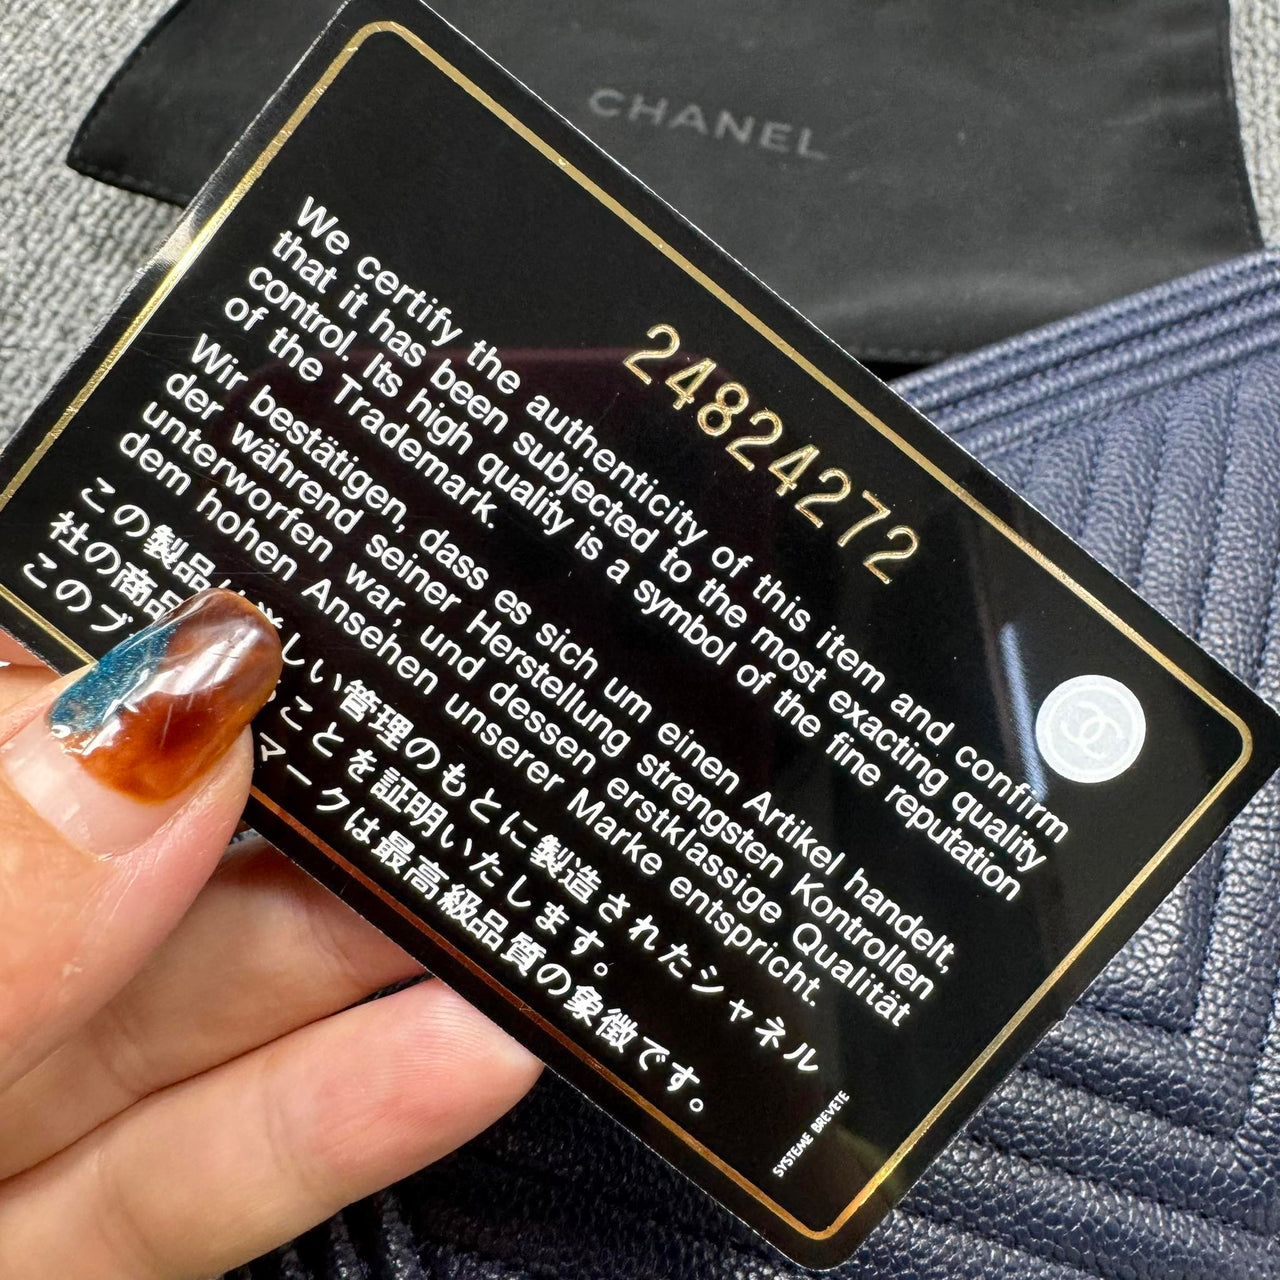 CHANEL
24824272
We certify the authenticity of this item and confirm
that it has been subjected to the most exacting quality
control. Its high quality is a symbol of the fine reputation
of the Trademark.
Wir bestätigen, dass es sich um einen Artikel handelt,
der während seiner Herstellung strengsten Kontrollen
unterworfen war, und dessen erstklassige Qualität
dem hohen Ansehen unserer Marke entspricht.
この製品は厳しい管理のもとに製造されたシャネル
社の商品であることを証明いたします。
このブ マークは最高級品質の象徴です。
SYSTEME BREVETE